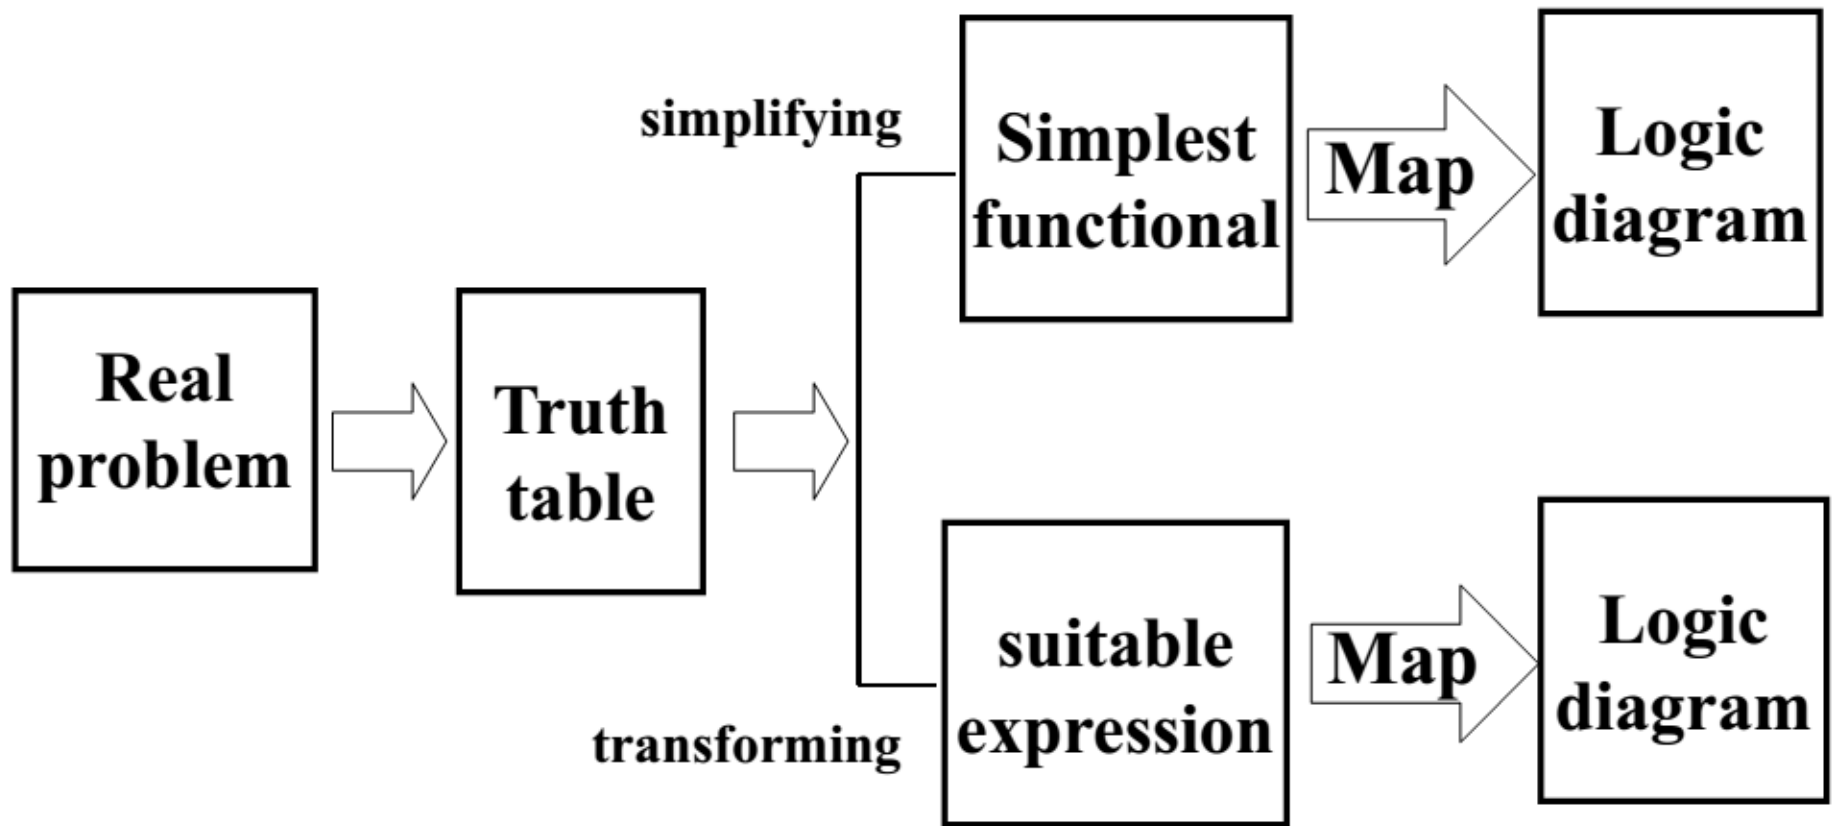 Real
problem
Truth
table
simplifying
Simplest
functional
Map
Logic
diagram
transforming
suitable
expression
Map
Logic
diagram